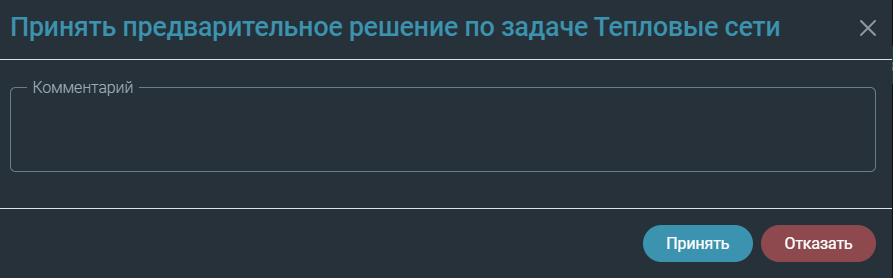 Принять предварительное решение по задаче Тепловые сети
Комментарий
Принять
Отказать